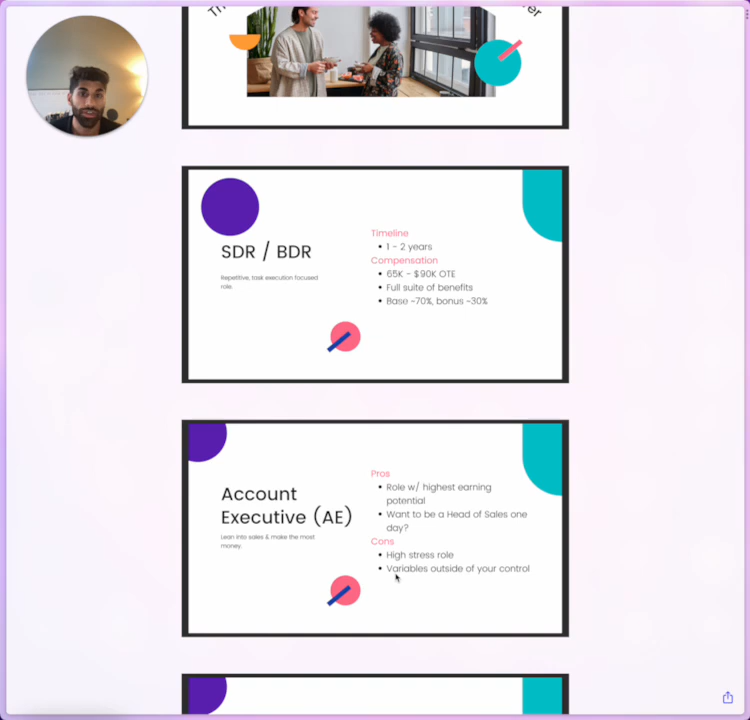 SDR / BDR
Repetitive, task execution focused
role.
Timeline
• 1 - 2 years
Compensation
• 65K - $90K OTE
• Full suite of benefits
• Base ~70%, bonus ~30%
Account
Executive (AE)
Lean into sales & make the most
money.
Pros
• Role w/ highest earning
potential
• Want to be a Head of Sales one
day?
Cons
• High stress role
• Variables outside of your control